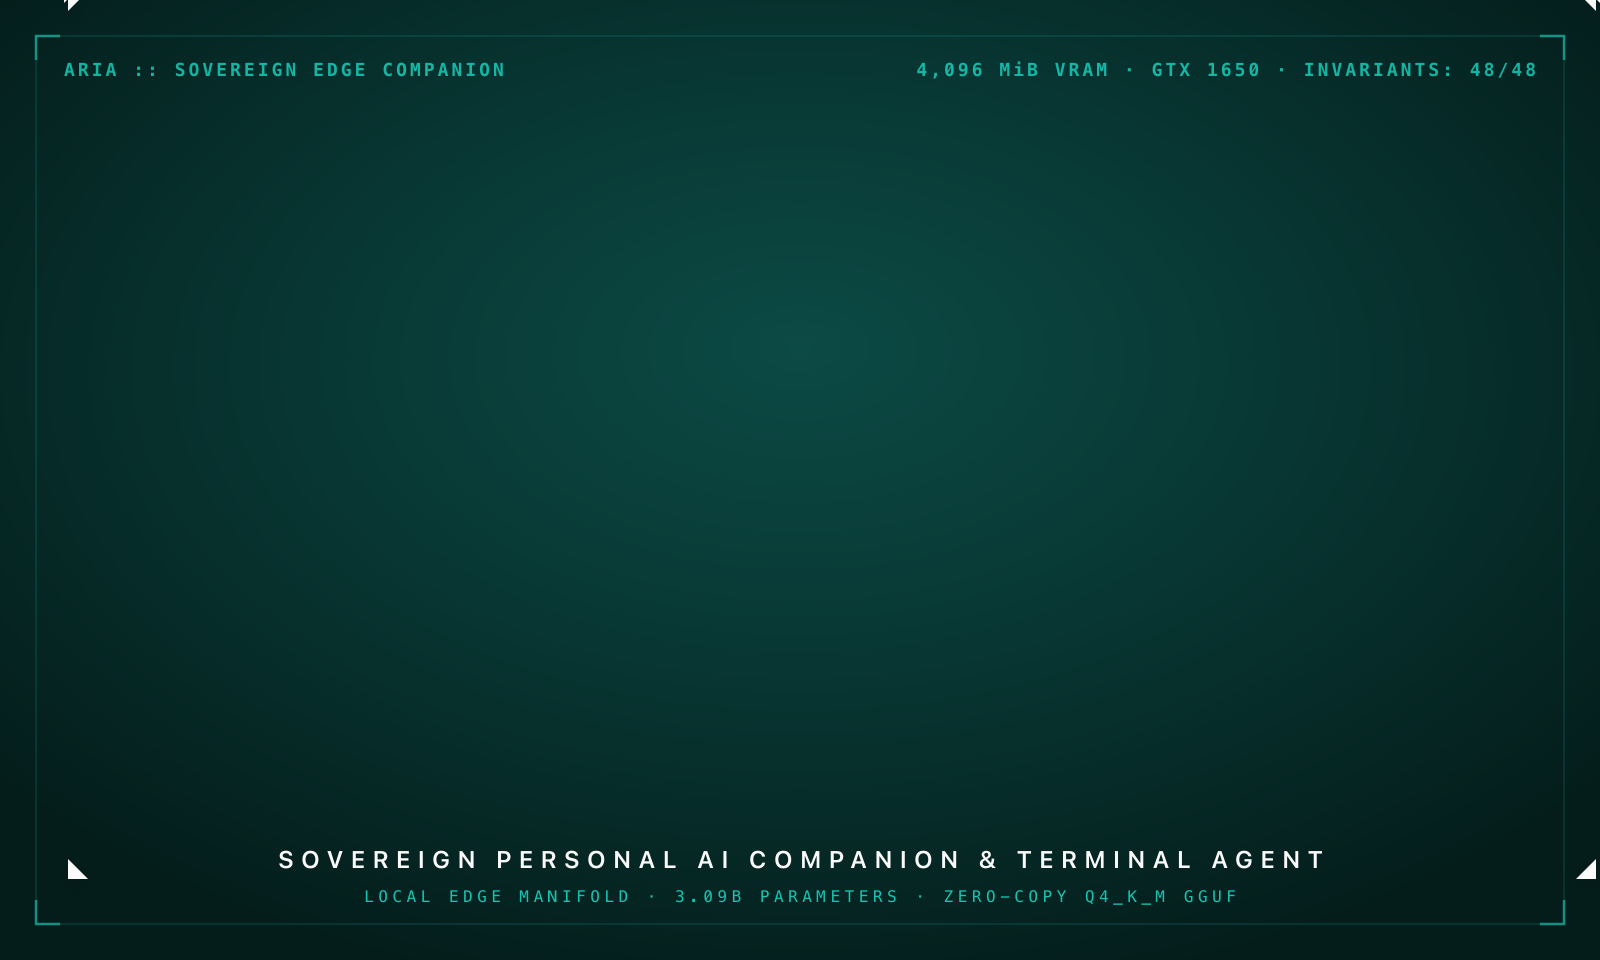 ARIA :: SOVEREIGN EDGE COMPANION
4,096 MiB VRAM · GTX 1650 · INVARIANTS: 48/48
SOVEREIGN PERSONAL AI COMPANION & TERMINAL AGENT
LOCAL EDGE MANIFOLD · 3.09B PARAMETERS · ZERO-COPY Q4_K_M GGUF